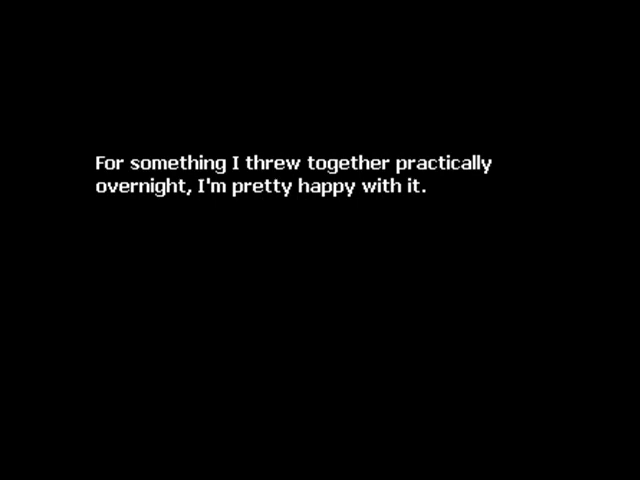 For something I threw together practically
overnight, I'm pretty happy with it.